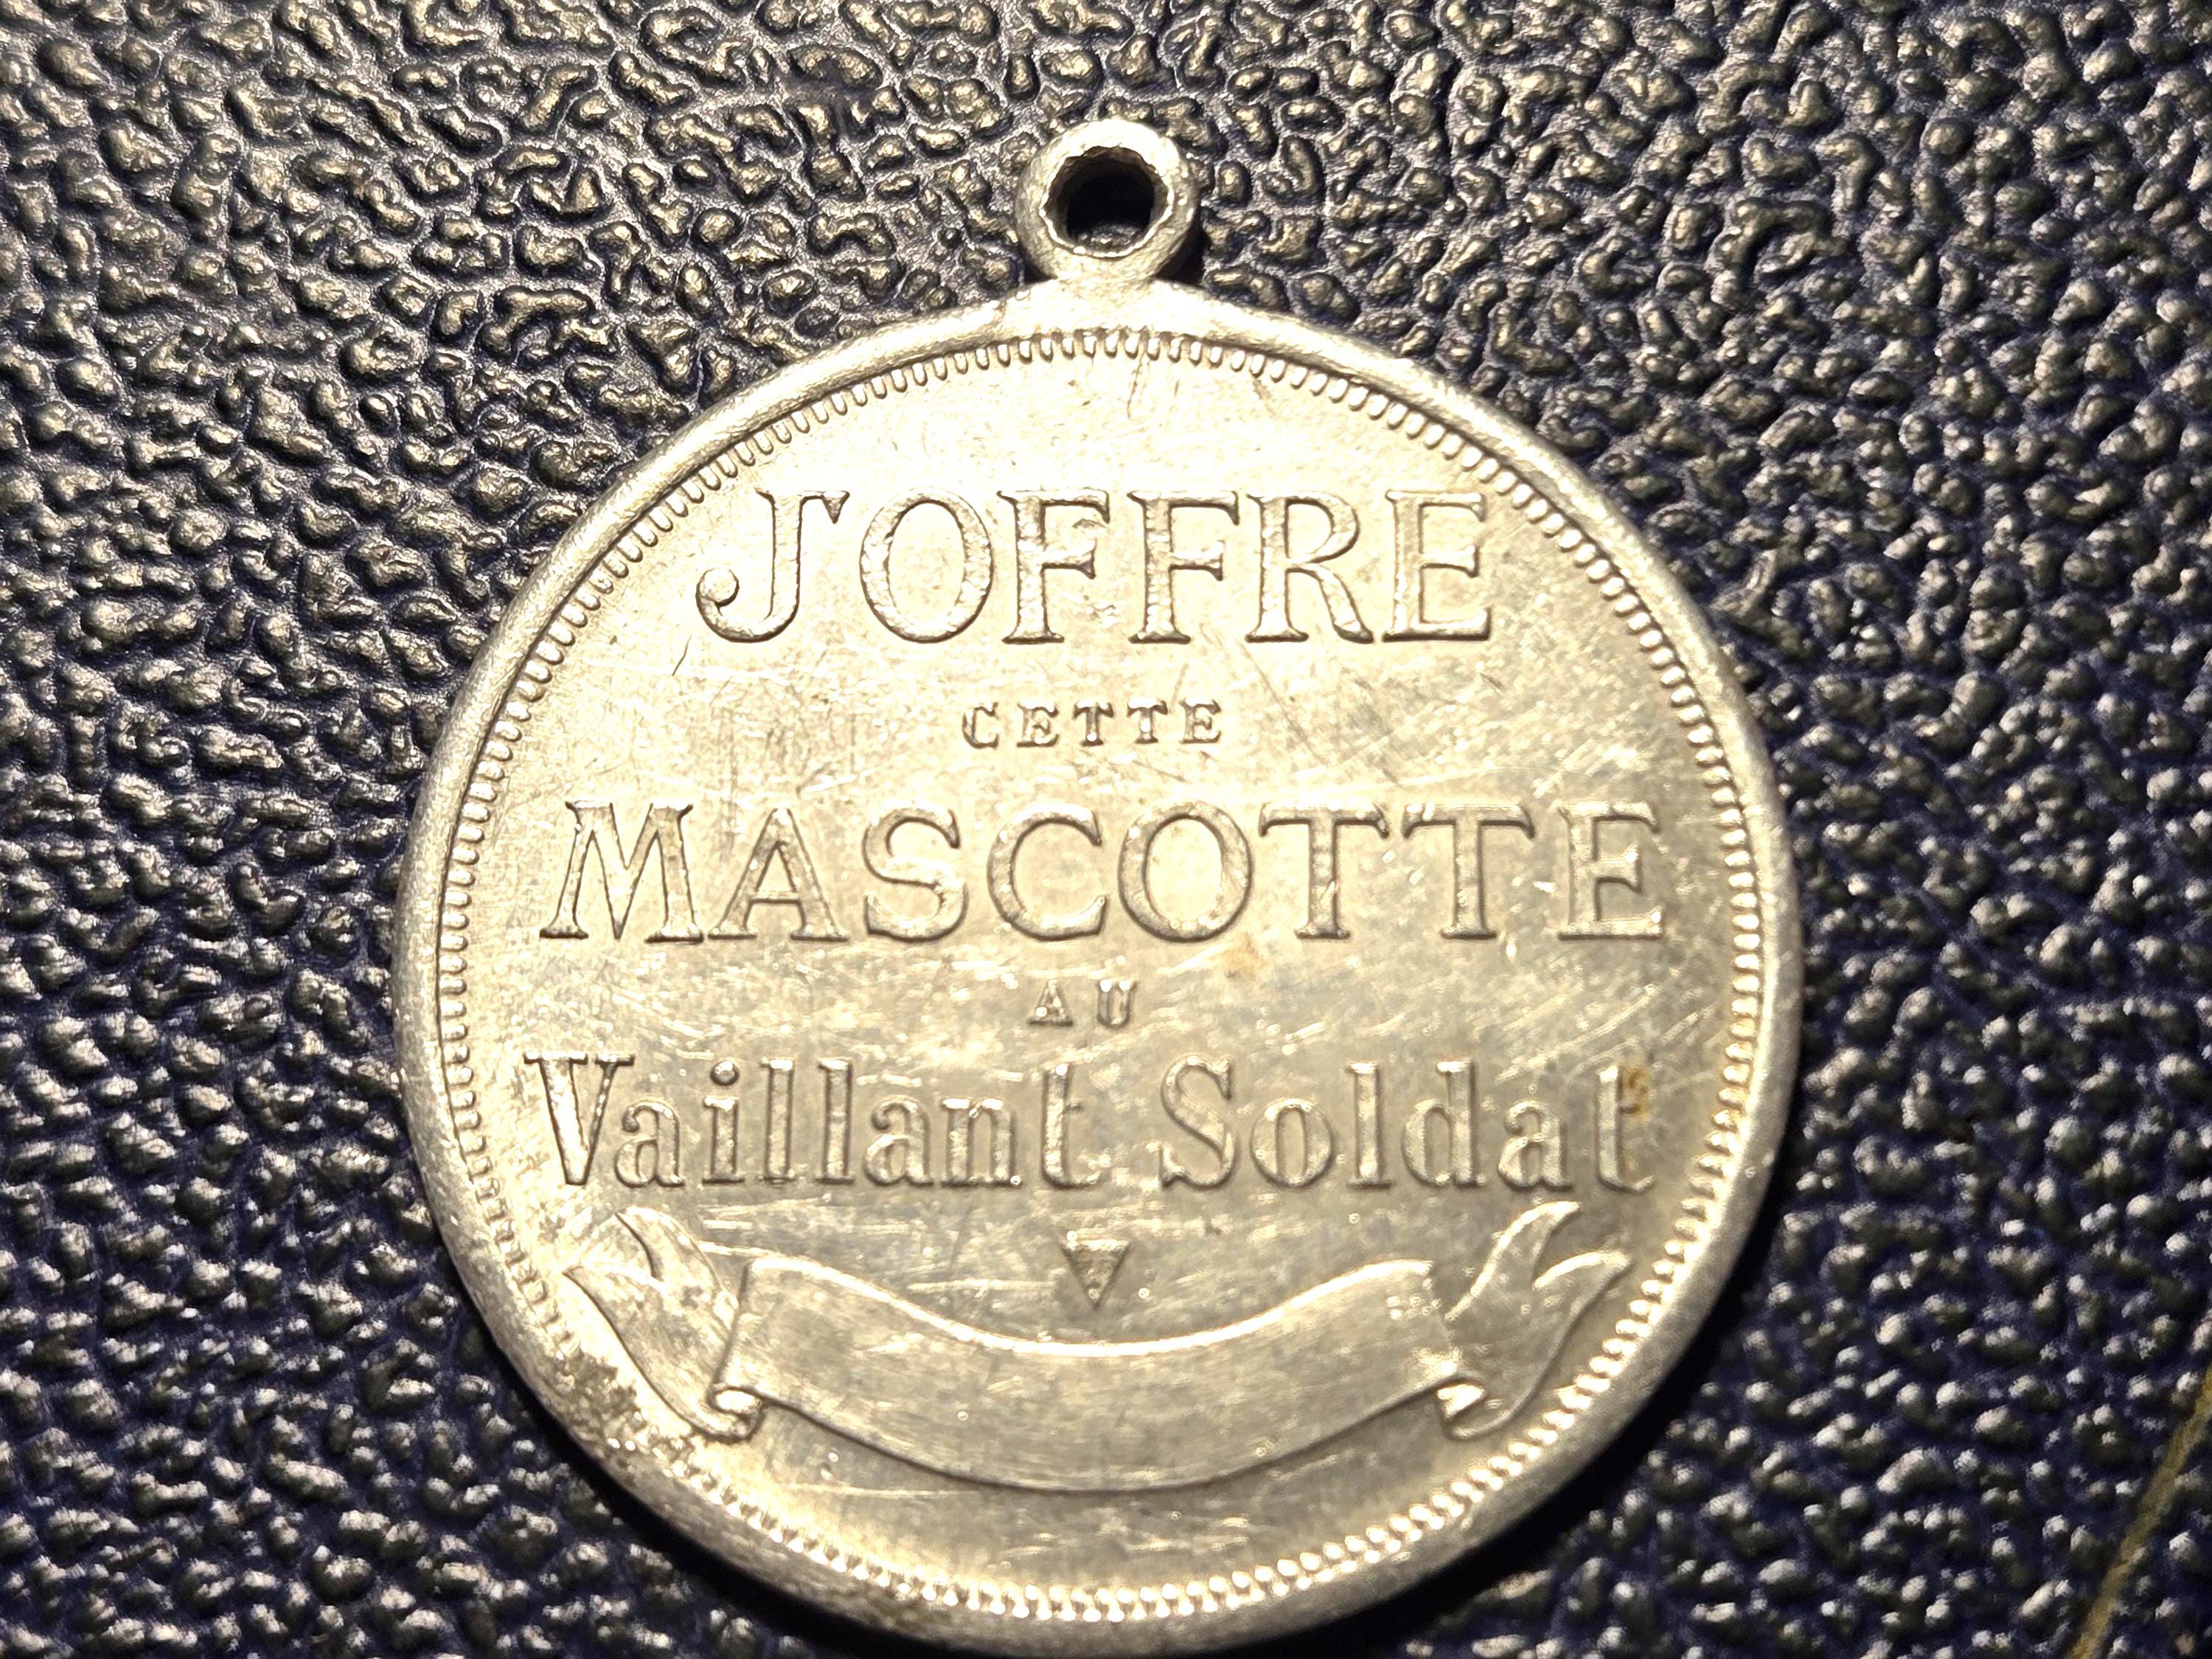 J'OFFRE
CETTE
MASCOTTE
AU
Vaillant Soldat